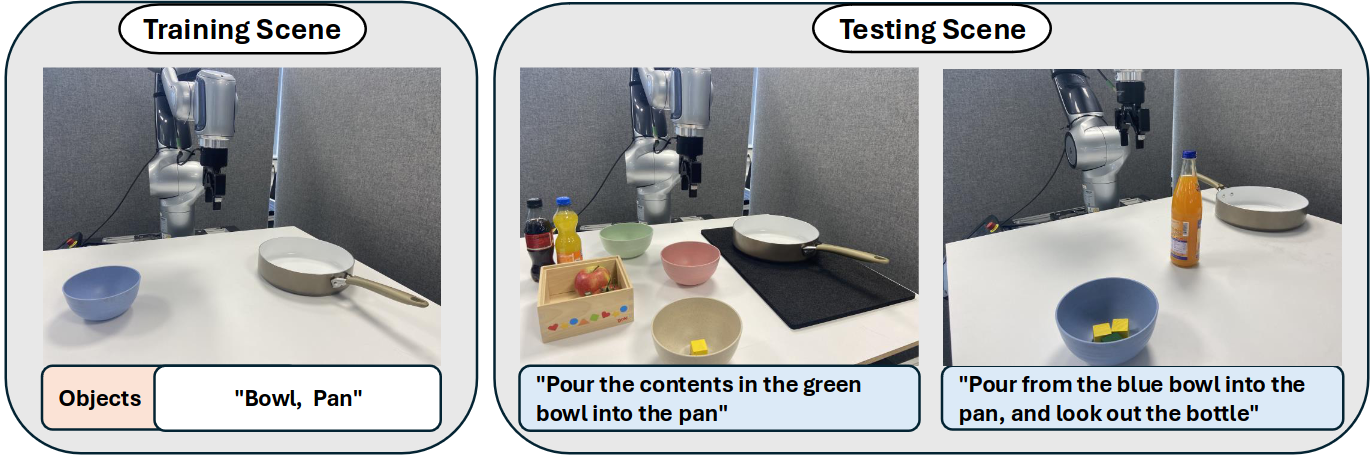 Training Scene
Objects
"Bowl, Pan"
Testing Scene
"Pour the contents in the green
bowl into the pan"
"Pour from the blue bowl into the
pan, and look out the bottle"